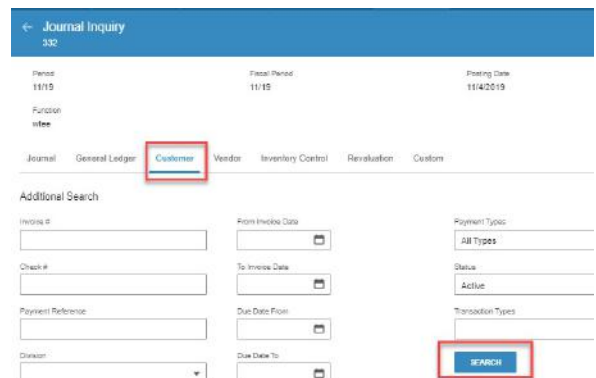 ← Journal Inquiry
332
Period Fiscal Period Posting Date
11/19 11/19 11/4/2019
Function
wtee
Journal General Ledger Customer Vendor Inventory Control Revaluation Custom
Additional Search
Invoice # From Invoice Date Payment Types
All Types
Check # To Invoice Date Status
Active
Payment Reference Due Date From Transaction Types
Division Due Date To
SEARCH